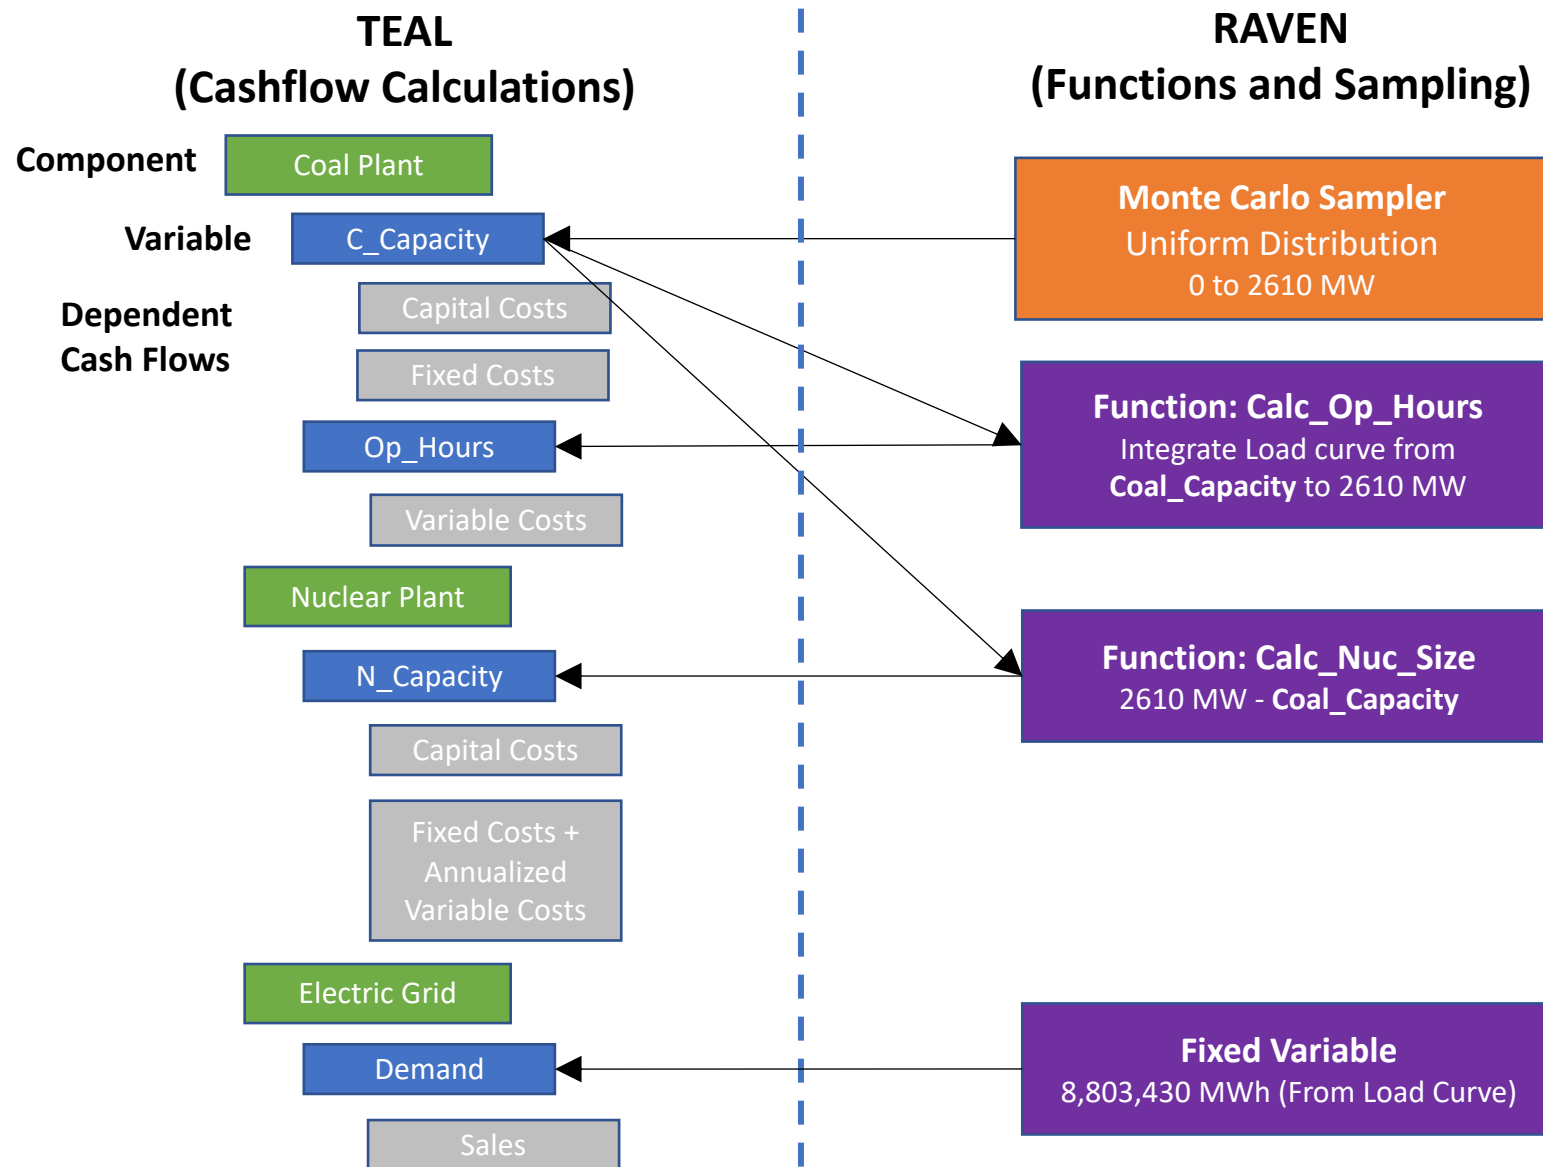 TEAL
(Cashflow Calculations)
RAVEN
(Functions and Sampling)
Component
Coal Plant
Variable
C_Capacity
Dependent
Cash Flows
Capital Costs
Fixed Costs
Op_Hours
Variable Costs
Nuclear Plant
N_Capacity
Capital Costs
Fixed Costs +
Annualized
Variable Costs
Electric Grid
Demand
Sales
Monte Carlo Sampler
Uniform Distribution
0 to 2610 MW
Function: Calc_Op_Hours
Integrate Load curve from
Coal_Capacity to 2610 MW
Function: Calc_Nuc_Size
2610 MW - Coal_Capacity
Fixed Variable
8,803,430 MWh (From Load Curve)